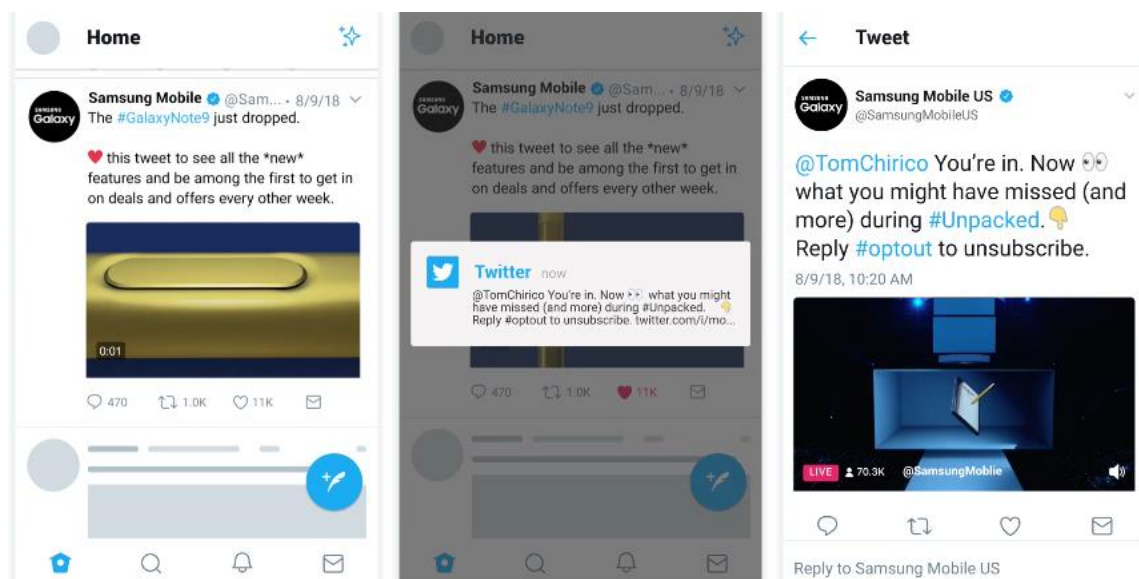 Home
SAMSUNG
Galaxy
Samsung Mobile @Sam... • 8/9/18
The #GalaxyNote9 just dropped.
❤️ this tweet to see all the *new*
features and be among the first to get in
on deals and offers every other week.
0:01
470 1.0K 11K
Home
SAMSUNG
Galaxy
Samsung Mobile @Sam... • 8/9/18
The #GalaxyNote9 just dropped.
❤️ this tweet to see all the *new*
features and be among the first to get in
on deals and offers every other week.
Twitter now
@TomChirico You're in. Now 👀 what you might
have missed (and more) during #Unpacked. 👇
Reply #optout to unsubscribe. twitter.com/i/mo...
470 1.0K 11K
Tweet
SAMSUNG
Galaxy
Samsung Mobile US
@SamsungMobileUS
@TomChirico You're in. Now 👀
what you might have missed (and
more) during #Unpacked.👇
Reply #optout to unsubscribe.
8/9/18, 10:20 AM
LIVE 70.3K @SamsungMoblie
Reply to Samsung Mobile US